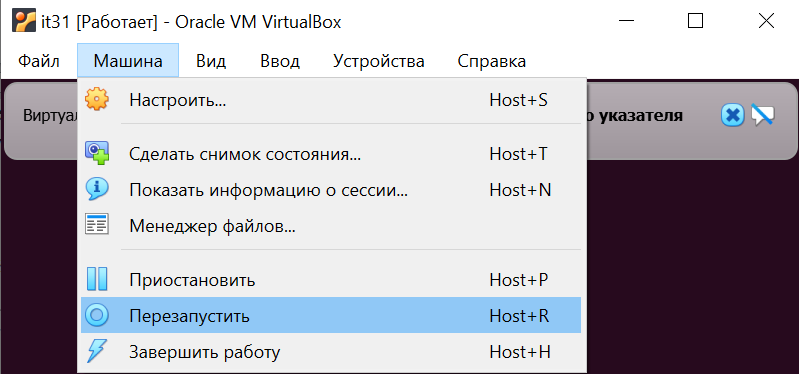 it31 [Работает] - Oracle VM VirtualBox
Файл Машина Вид Ввод Устройства Справка
Настроить... Host+S
о указателя
Сделать снимок состояния... Host+T
Показать информацию о сессии... Host+N
Менеджер файлов...
Приостановить Host+P
Перезапустить Host+R
Завершить работу Host+H